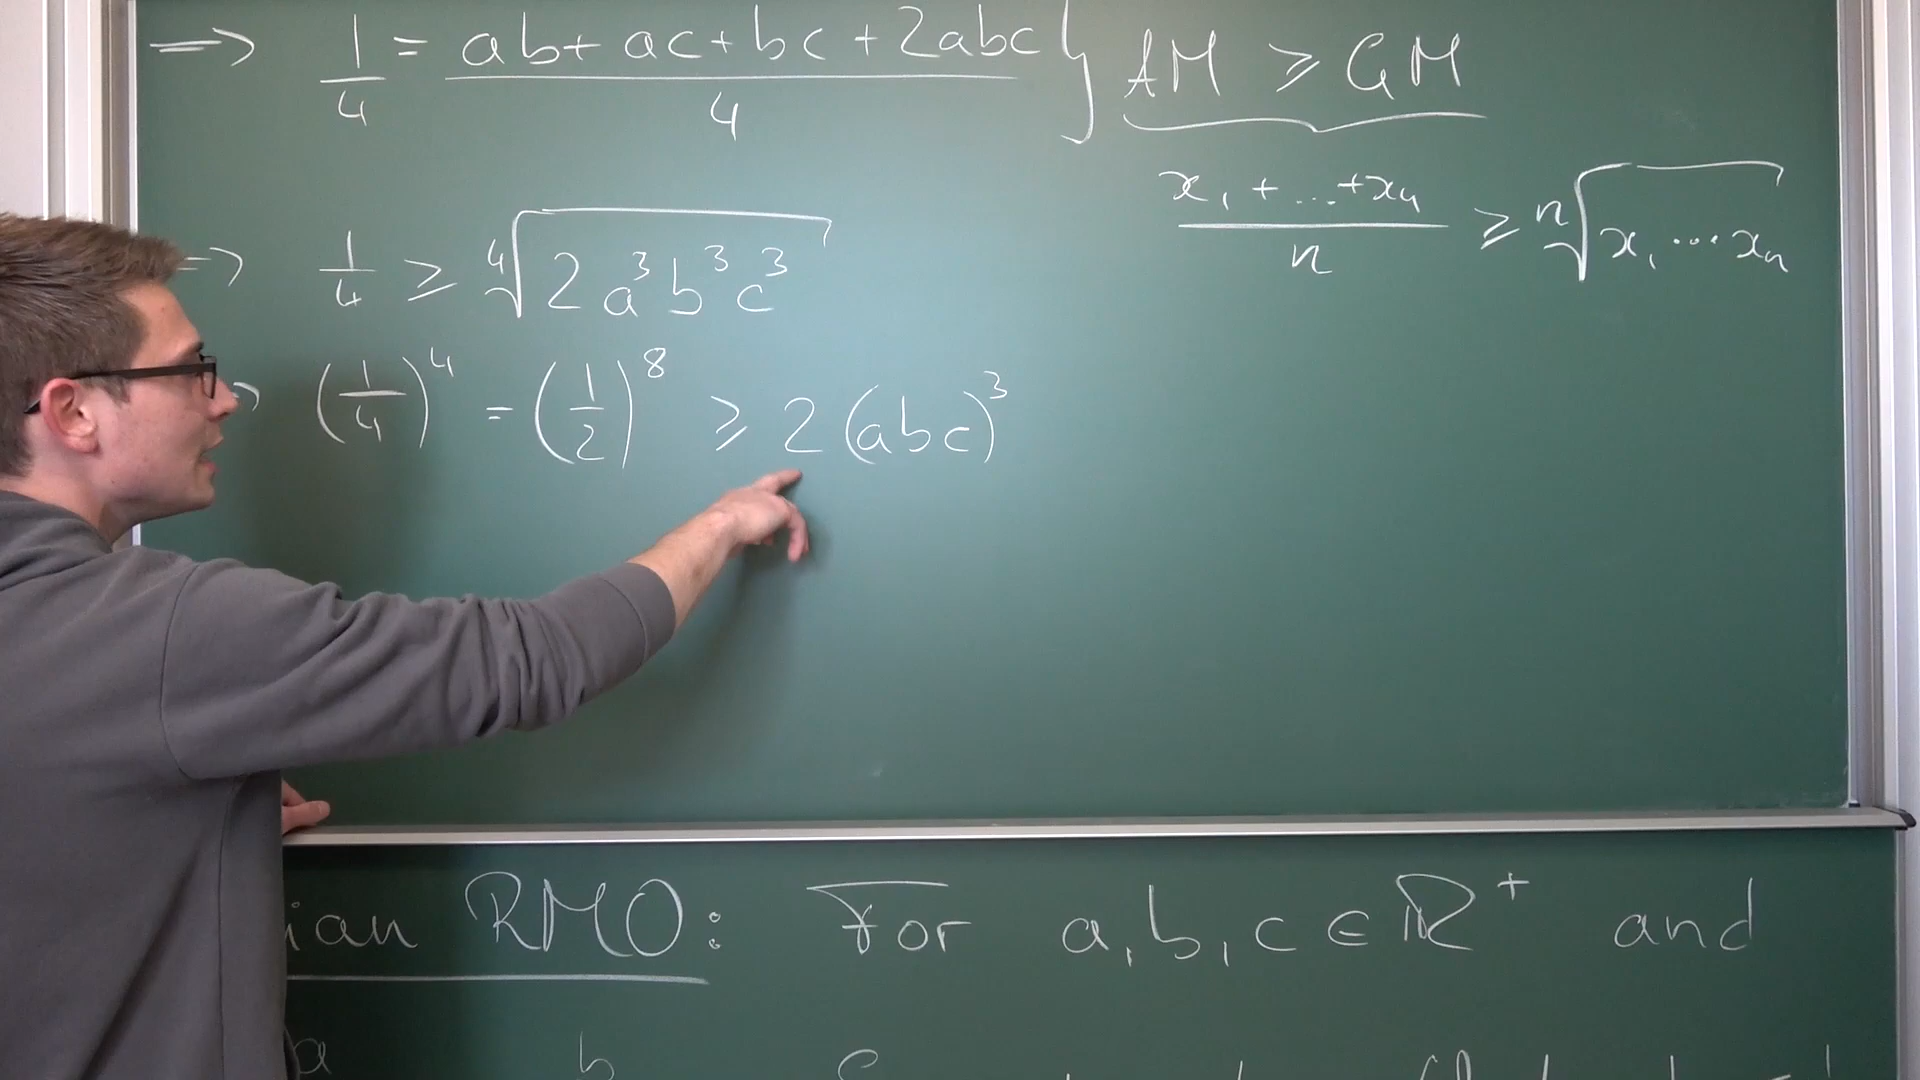 ⇒ 1/4 = (ab + ac + bc + 2abc)/4 } AM ≥ GM
(x₁ + ... + xₙ)/n ≥ ⁿ√(x₁ ... xₙ)
⇒ 1/4 ≥ ⁴√(2a³b³c³)
⇒ (1/4)⁴ = (1/2)⁸ ≥ 2(abc)³
ian RMO: For a, b, c ∈ ℝ⁺ and
a b c